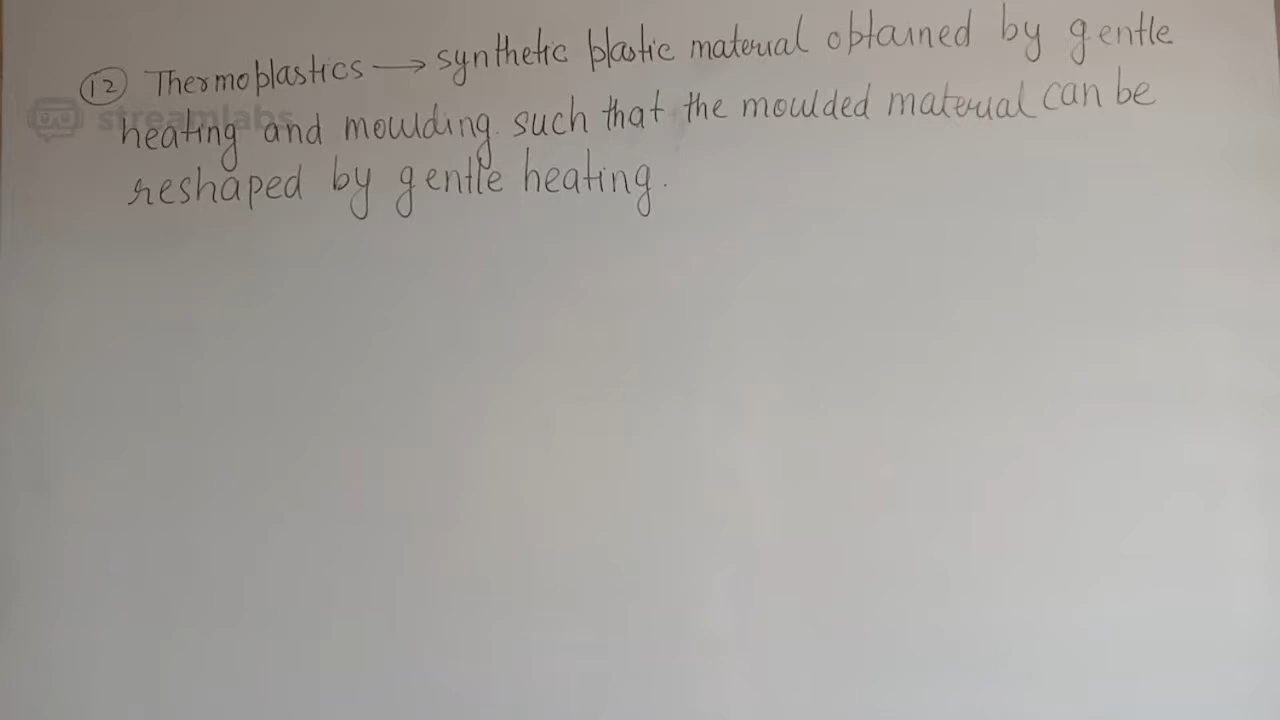 (12) Thermoplastics → synthetic plastic material obtained by gentle
streamlabs
heating and moulding such that the moulded material can be
reshaped by gentle heating.